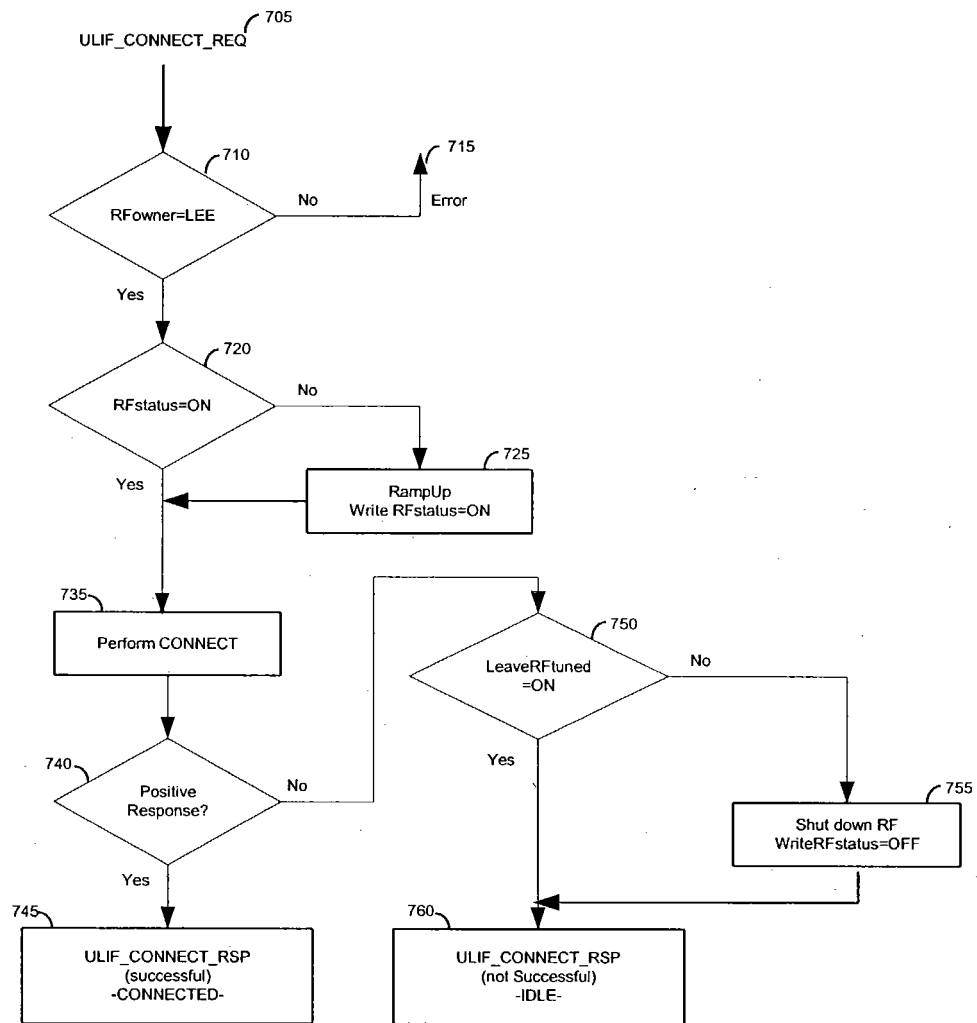 705
ULIF_CONNECT_REQ
710
RFowner=LEE
No
715
Error
Yes
720
RFstatus=ON
No
725
RampUp
Write RFstatus=ON
Yes
735
Perform CONNECT
740
Positive
Response?
No
750
LeaveRFtuned
=ON
No
Yes
755
Shut down RF
WriteRFstatus=OFF
Yes
745
ULIF_CONNECT_RSP
(successful)
-CONNECTED-
760
ULIF_CONNECT_RSP
(not Successful)
-IDLE-